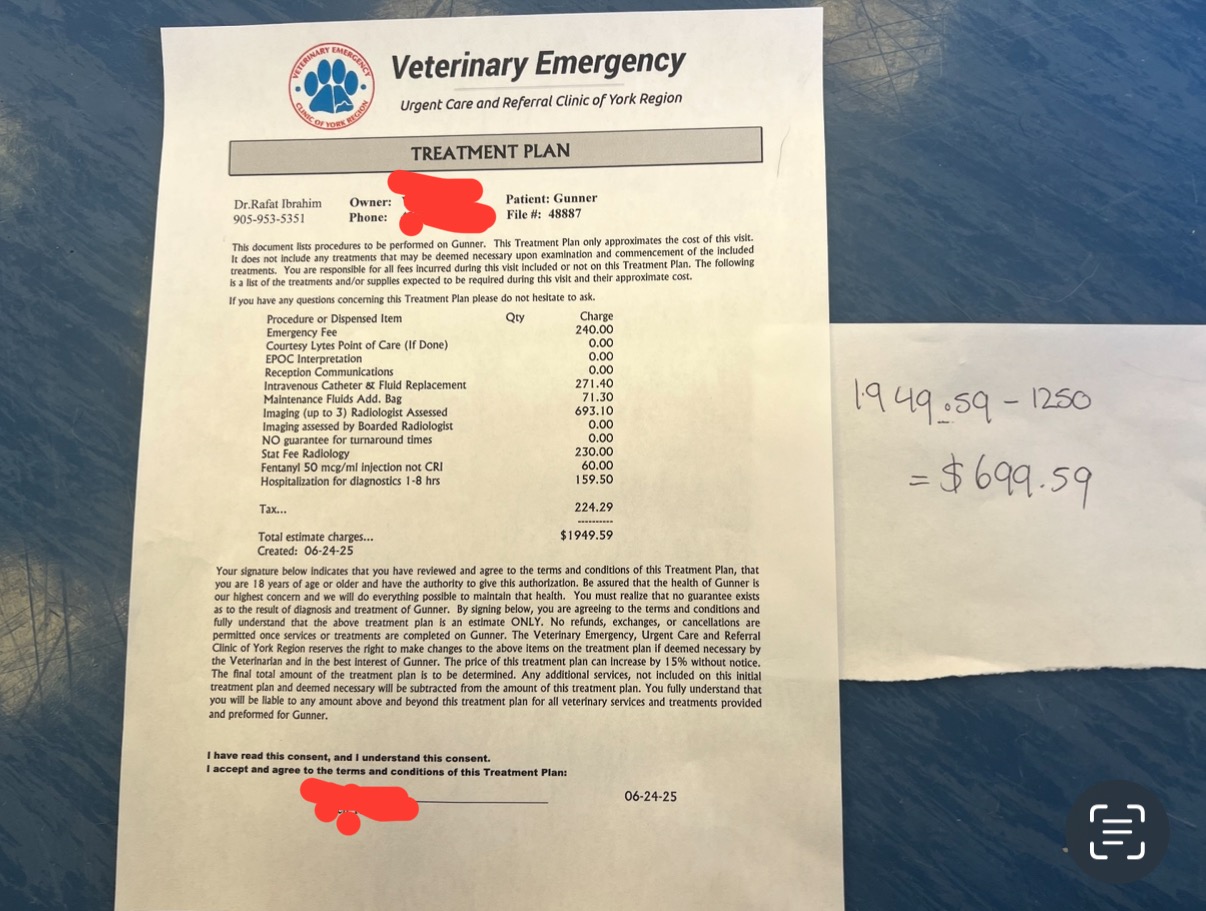 VETERINARY EMERGENCY
CLINIC OF YORK REGION
Veterinary Emergency
Urgent Care and Referral Clinic of York Region
TREATMENT PLAN
Dr.Rafat Ibrahim Owner: Patient: Gunner
905-953-5351 Phone: File #: 48887
This document lists procedures to be performed on Gunner. This Treatment Plan only approximates the cost of this visit.
It does not include any treatments that may be deemed necessary upon examination and commencement of the included
treatments. You are responsible for all fees incurred during this visit included or not on this Treatment Plan. The following
is a list of the treatments and/or supplies expected to be required during this visit and their approximate cost.
If you have any questions concerning this Treatment Plan please do not hesitate to ask.
Procedure or Dispensed Item Qty Charge
Emergency Fee 240.00
Courtesy Lytes Point of Care (If Done) 0.00
EPOC Interpretation 0.00
Reception Communications 0.00
Intravenous Catheter & Fluid Replacement 271.40
Maintenance Fluids Add. Bag 71.30
Imaging (up to 3) Radiologist Assessed 693.10
Imaging assessed by Boarded Radiologist 0.00
NO guarantee for turnaround times 0.00
Stat Fee Radiology 230.00
Fentanyl 50 mcg/ml injection not CRI 60.00
Hospitalization for diagnostics 1-8 hrs 159.50
Tax... 224.29
----------
Total estimate charges... $1949.59
Created: 06-24-25
Your signature below indicates that you have reviewed and agree to the terms and conditions of this Treatment Plan, that
you are 18 years of age or older and have the authority to give this authorization. Be assured that the health of Gunner is
our highest concern and we will do everything possible to maintain that health. You must realize that no guarantee exists
as to the result of diagnosis and treatment of Gunner. By signing below, you are agreeing to the terms and conditions and
fully understand that the above treatment plan is an estimate ONLY. No refunds, exchanges, or cancellations are
permitted once services or treatments are completed on Gunner. The Veterinary Emergency, Urgent Care and Referral
Clinic of York Region reserves the right to make changes to the above items on the treatment plan if deemed necessary by
the Veterinarian and in the best interest of Gunner. The price of this treatment plan can increase by 15% without notice.
The final total amount of the treatment plan is to be determined. Any additional services, not included on this initial
treatment plan and deemed necessary will be subtracted from the amount of this treatment plan. You fully understand that
you will be liable to any amount above and beyond this treatment plan for all veterinary services and treatments provided
and preformed for Gunner.
I have read this consent, and I understand this consent.
I accept and agree to the terms and conditions of this Treatment Plan:
06-24-25
1949.59 - 1250
= $699.59